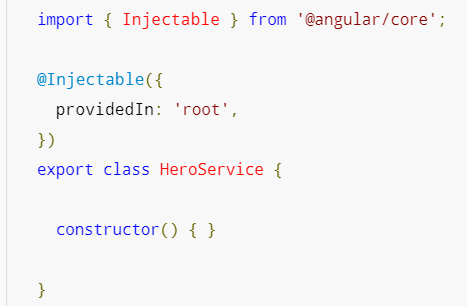 import { Injectable } from '@angular/core';
@Injectable({
  providedIn: 'root',
})
export class HeroService {
  constructor() { }
}